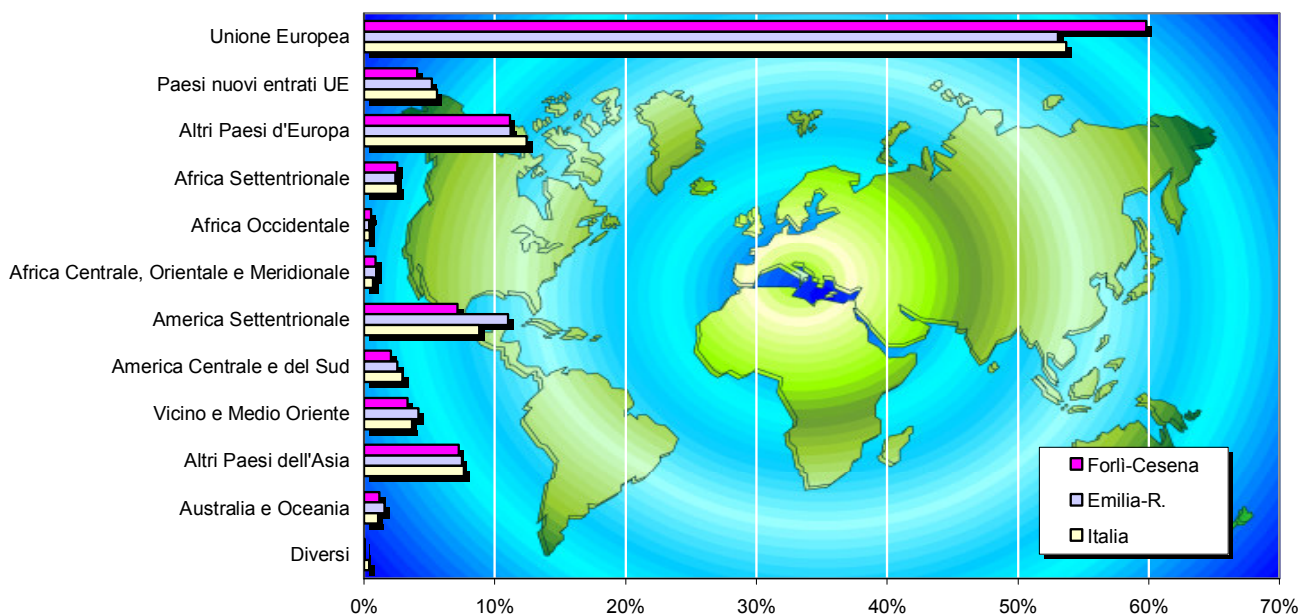 Unione Europea
Paesi nuovi entrati UE
Altri Paesi d'Europa
Africa Settentrionale
Africa Occidentale
Africa Centrale, Orientale e Meridionale
America Settentrionale
America Centrale e del Sud
Vicino e Medio Oriente
Altri Paesi dell'Asia
Australia e Oceania
Diversi
Forlì-Cesena
Emilia-R.
Italia
0% 10% 20% 30% 40% 50% 60% 70%